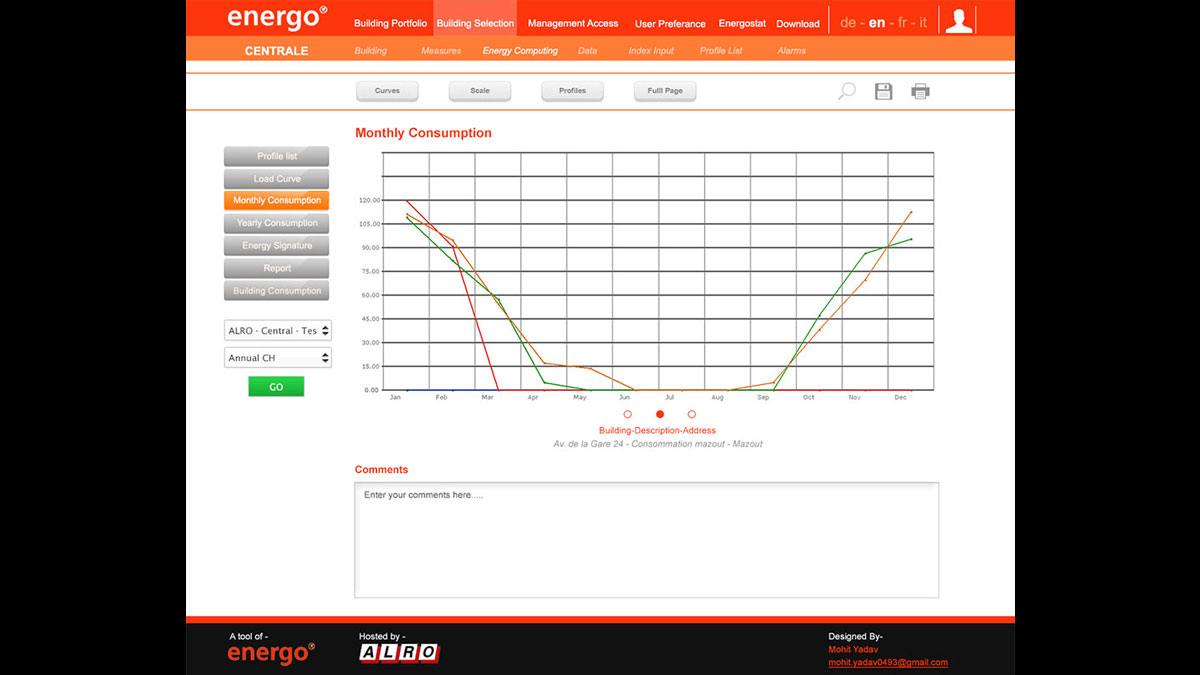 energo®
Building Portfolio
Building Selection
Management Access
User Preferance
Energostat
Download
de - en - fr - it
CENTRALE
Building
Measures
Energy Computing
Data
Index Input
Profile List
Alarms
Curves
Scale
Profiles
Fulll Page
Profile list
Load Curve
Monthly Consumption
Yearly Consumption
Energy Signature
Report
Building Consumption
ALRO - Central - Tes
Annual CH
GO
Monthly Consumption
120.00
105.00
90.00
75.00
60.00
45.00
30.00
15.00
0.00
Jan Feb Mar Apr May Jun Jul Aug Sep Oct Nov Dec
Building-Description-Address
Av. de la Gare 24 - Consommation mazout - Mazout
Comments
Enter your comments here.....
A tool of -
energo®
Hosted by -
ALRO
Designed By-
Mohit Yadav
mohit.yadav0493@gmail.com